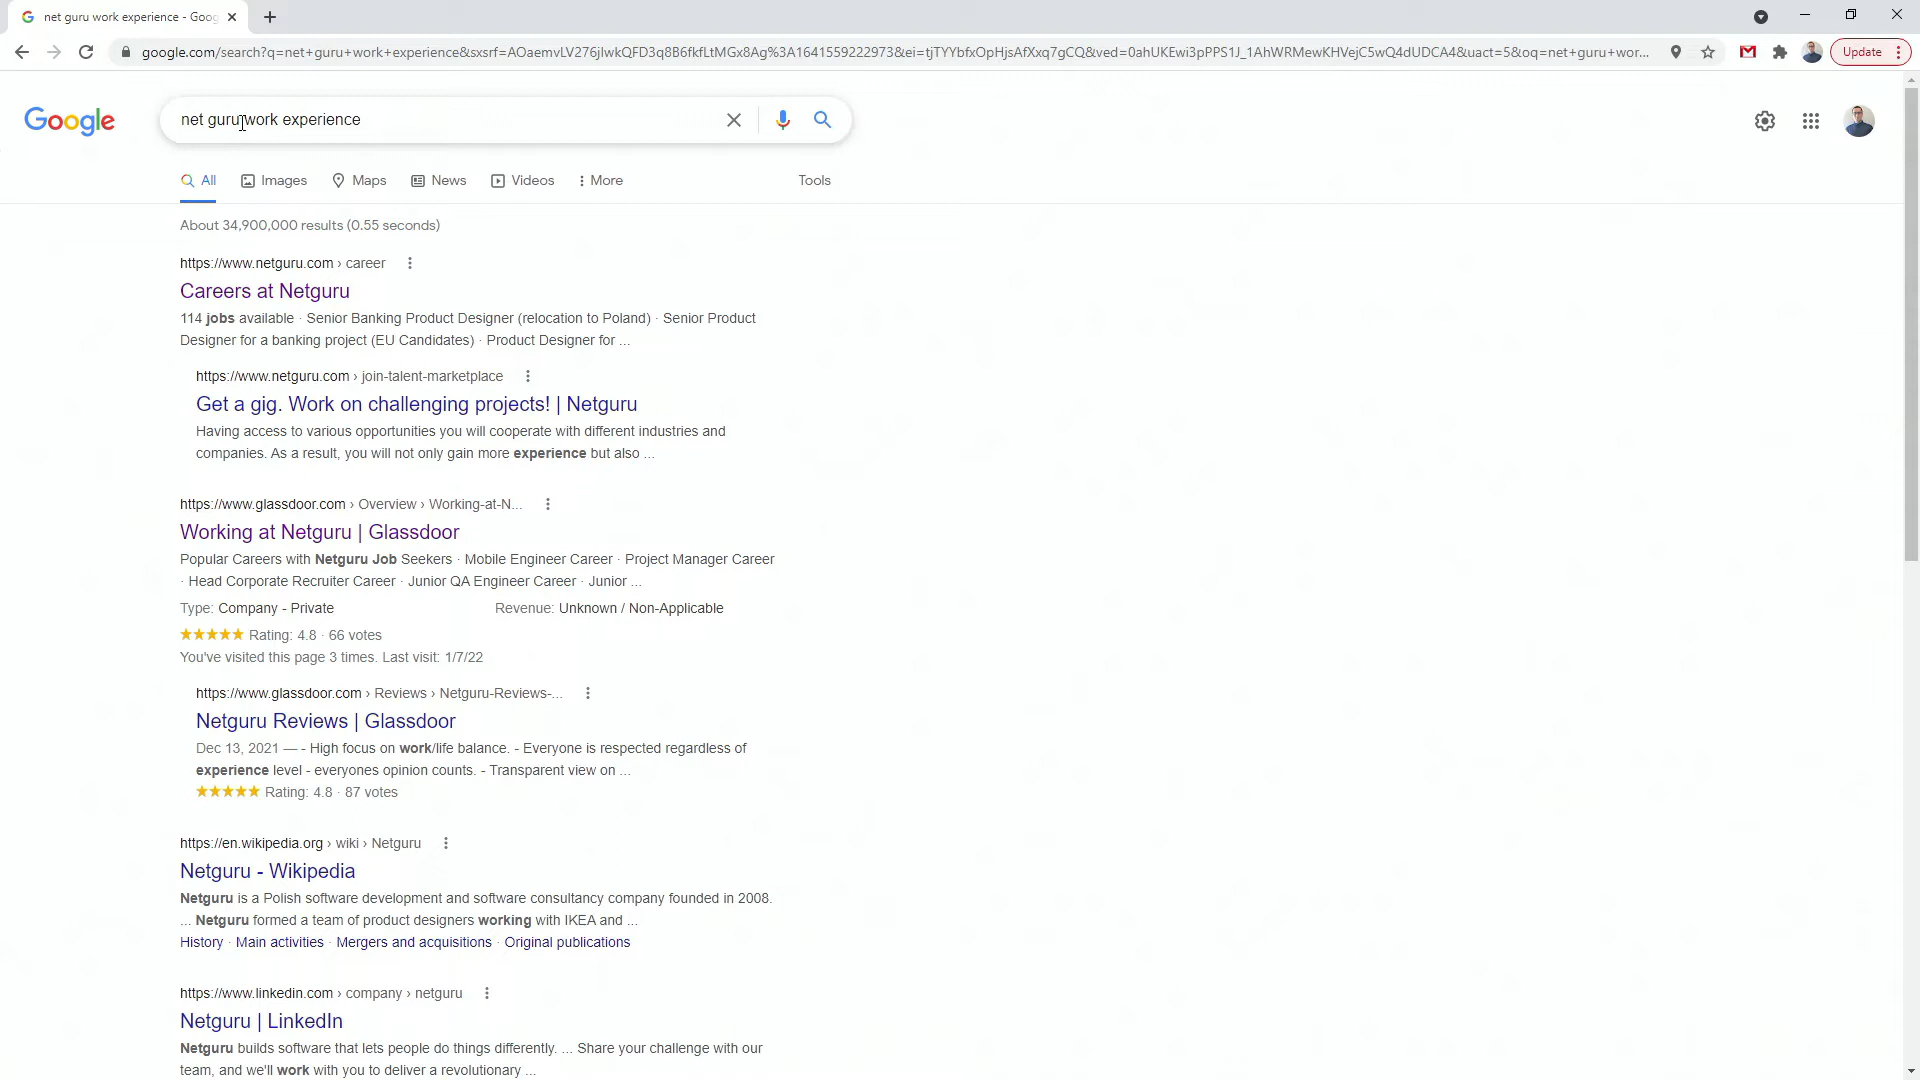 net guru work experience - Goog
google.com/search?q=net+guru+work+experience&sxsrf=AOaemvLV276jIwkQFD3q8B6fkfLtMGx8Ag%3A1641559222973&ei=tjTYYbfxOpHjsAfXxq7gCQ&ved=0ahUKEwi3pPPS1J_1AhWRMewKHVejC5wQ4dUDCA4&uact=5&oq=net+guru+wor...
Update
Google
net guru work experience
All
Images
Maps
News
Videos
More
Tools
About 34,900,000 results (0.55 seconds)
https://www.netguru.com › career
Careers at Netguru
114 jobs available · Senior Banking Product Designer (relocation to Poland) · Senior Product
Designer for a banking project (EU Candidates) · Product Designer for ...
https://www.netguru.com › join-talent-marketplace
Get a gig. Work on challenging projects! | Netguru
Having access to various opportunities you will cooperate with different industries and
companies. As a result, you will not only gain more experience but also ...
https://www.glassdoor.com › Overview › Working-at-N...
Working at Netguru | Glassdoor
Popular Careers with Netguru Job Seekers · Mobile Engineer Career · Project Manager Career
· Head Corporate Recruiter Career · Junior QA Engineer Career · Junior ...
Type: Company - Private
Revenue: Unknown / Non-Applicable
Rating: 4.8 · 66 votes
You've visited this page 3 times. Last visit: 1/7/22
https://www.glassdoor.com › Reviews › Netguru-Reviews-...
Netguru Reviews | Glassdoor
Dec 13, 2021 — - High focus on work/life balance. - Everyone is respected regardless of
experience level - everyones opinion counts. - Transparent view on ...
Rating: 4.8 · 87 votes
https://en.wikipedia.org › wiki › Netguru
Netguru - Wikipedia
Netguru is a Polish software development and software consultancy company founded in 2008.
... Netguru formed a team of product designers working with IKEA and ...
History · Main activities · Mergers and acquisitions · Original publications
https://www.linkedin.com › company › netguru
Netguru | LinkedIn
Netguru builds software that lets people do things differently. ... Share your challenge with our
team, and we'll work with you to deliver a revolutionary ...